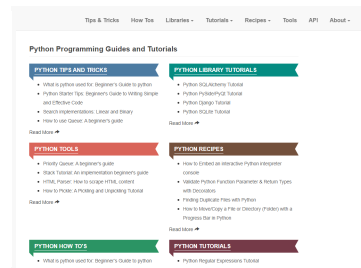 Tips & Tricks How Tos Libraries Tutorials Recipes Tools API About
Python Programming Guides and Tutorials
PYTHON TIPS AND TRICKS
What is python used for: Beginner's Guide to python
Python Starter Tips: Beginners Guide to Writing Simple
and Effective Code
Search Implementations: Linear and Binary
How to use Queue: A beginner's guide
Read More
PYTHON LIBRARY TUTORIALS
Python SQLAlchemy Tutorial
Python PySide/PyQt Tutorial
Python Django Tutorial
Python SQLite Tutorial
Read More
PYTHON TOOLS
Priority Queue: A beginner's guide
Stack Tutorial: An implementation beginner's guide
HTML Parser: How to scrape HTML content
How to Pickle: A Pickling and Unpickling Tutorial
Read More
PYTHON RECIPES
How to Embed an Interactive Python Interpreter
console
Validate Python Function Parameter & Return Types
with Decorators
Finding Duplicate Files with Python
How to Move/Copy a File or Directory (Folder) with a
Progress Bar in Python
Read More
PYTHON HOW TO'S
What is python used for: Beginner's Guide to python
PYTHON TUTORIALS
Python Regular Expressions Tutorial